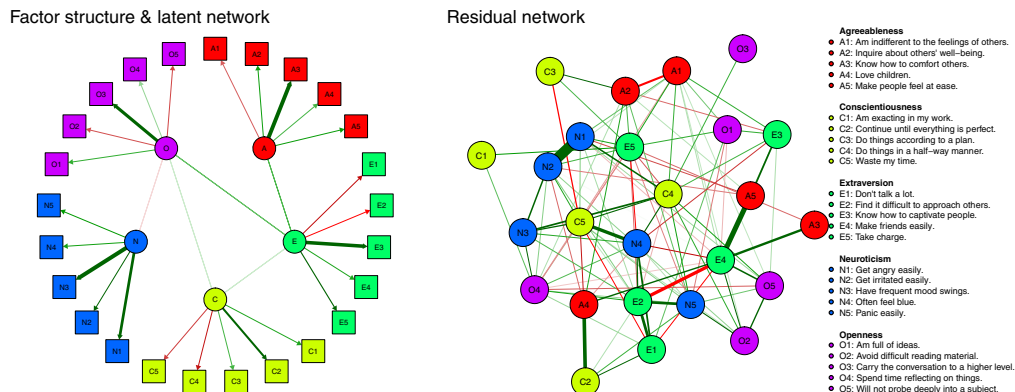 Factor structure & latent network
O5
A1
A2
O4
A3
O3
A4
O2
A5
O
A
O1
E1
N5
E2
N4
N
E
E3
N3
E4
C
N2
E5
N1
C1
C5
C2
C4
C3
Residual network
O3
C3
A1
A2
O1
E3
N1
E5
C1
N2
C4
A5
C5
A3
N3
N4
E4
O4
O5
A4
E2
N5
O2
E1
C2
Agreeableness
A1: Am indifferent to the feelings of others.
A2: Inquire about others' well−being.
A3: Know how to comfort others.
A4: Love children.
A5: Make people feel at ease.
Conscientiousness
C1: Am exacting in my work.
C2: Continue until everything is perfect.
C3: Do things according to a plan.
C4: Do things in a half−way manner.
C5: Waste my time.
Extraversion
E1: Don't talk a lot.
E2: Find it difficult to approach others.
E3: Know how to captivate people.
E4: Make friends easily.
E5: Take charge.
Neuroticism
N1: Get angry easily.
N2: Get irritated easily.
N3: Have frequent mood swings.
N4: Often feel blue.
N5: Panic easily.
Openness
O1: Am full of ideas.
O2: Avoid difficult reading material.
O3: Carry the conversation to a higher level.
O4: Spend time reflecting on things.
O5: Will not probe deeply into a subject.